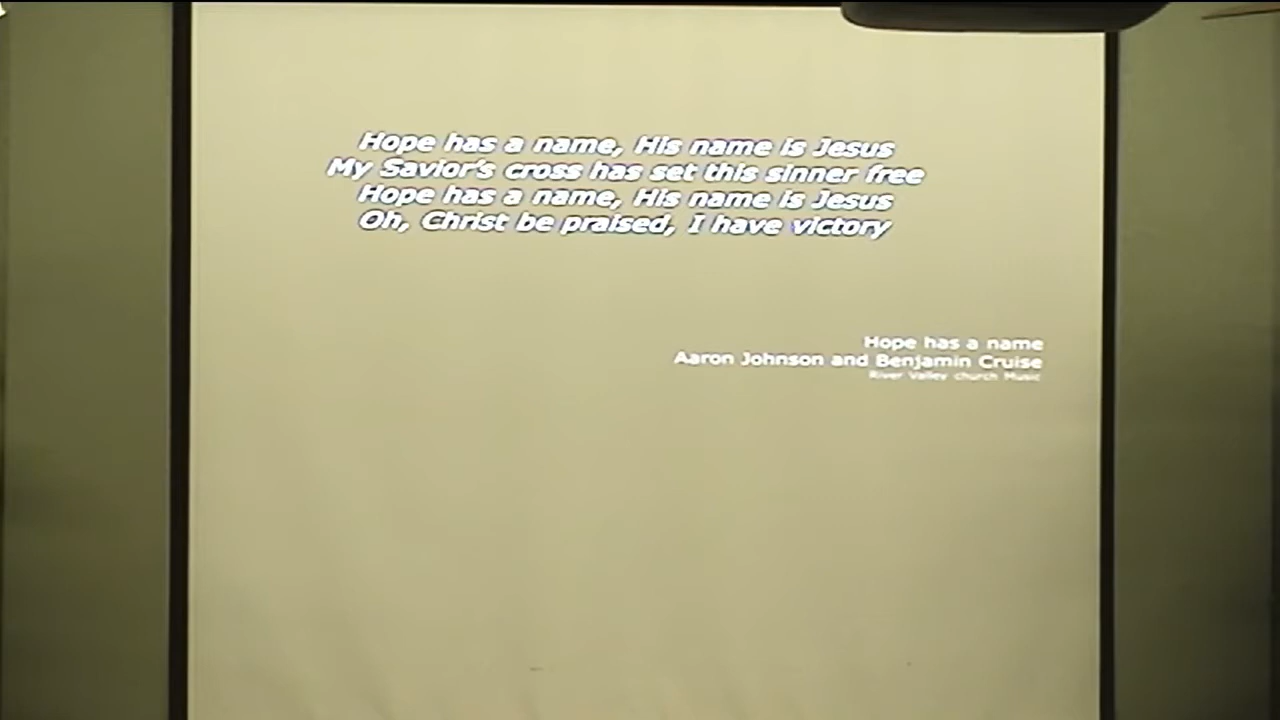 Hope has a name, His name is Jesus
My Savior's cross has set this sinner free
Hope has a name, His name is Jesus
Oh, Christ be praised, I have victory
Hope has a name
Aaron Johnson and Benjamin Cruise
River Valley church Music